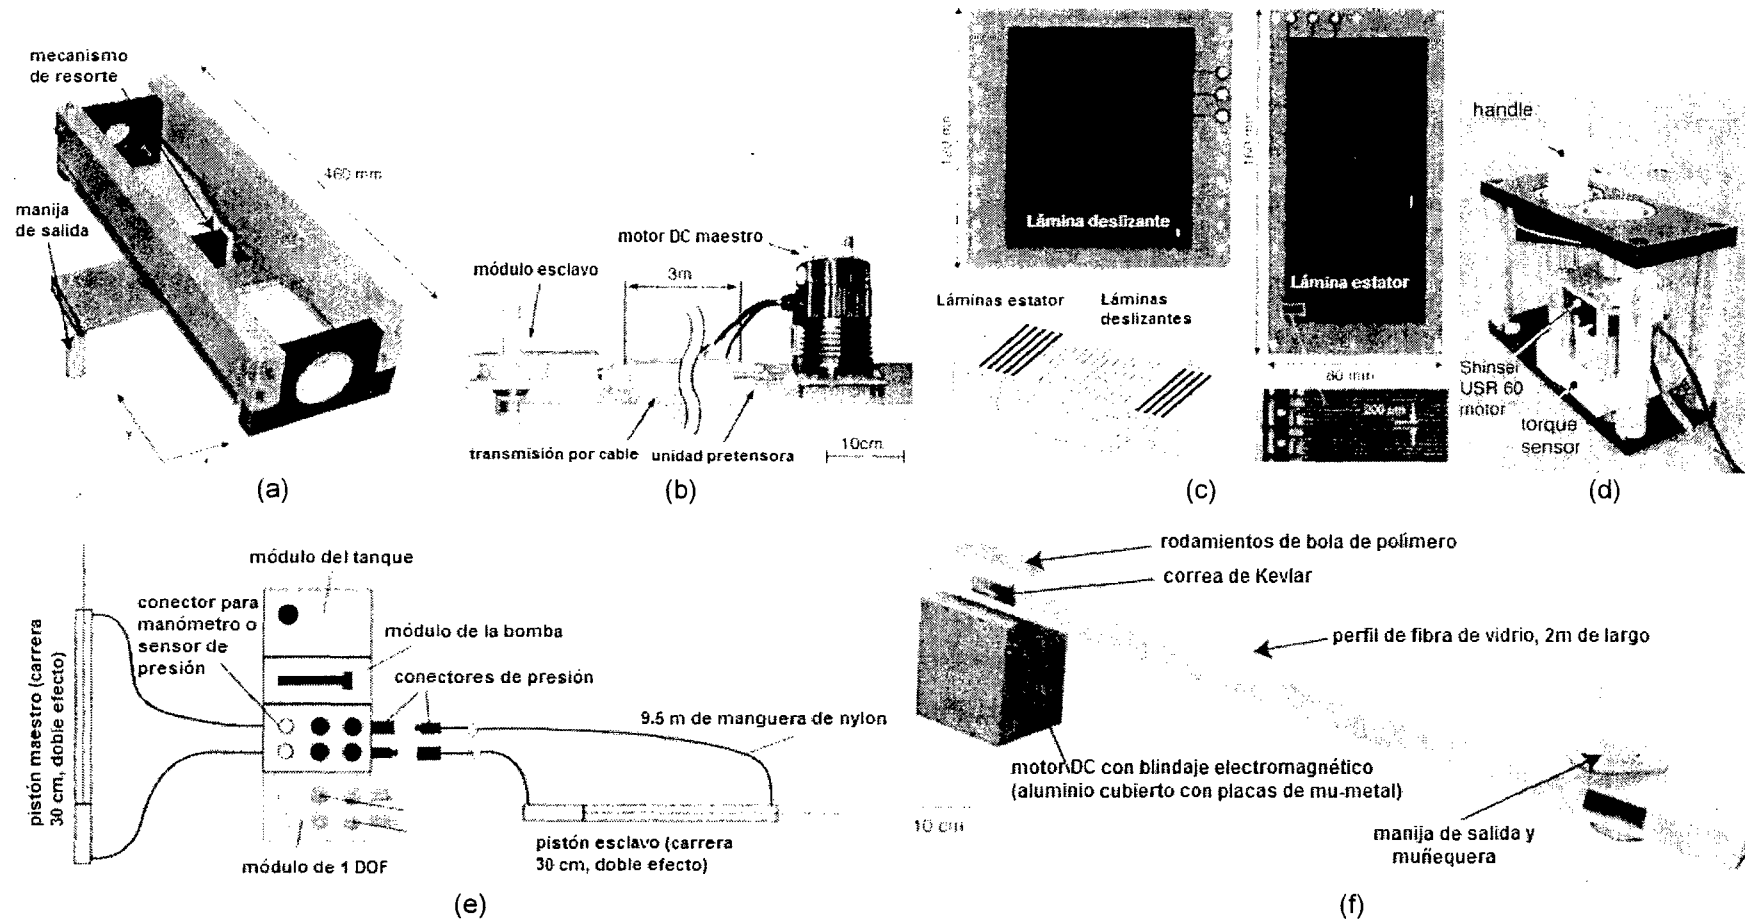 mecanismo
de resorte
460 mm
manija
de salida
Y
(a)
módulo esclavo
motor DC maestro
3m
transmisión por cable
unidad pretensora
10cm
(b)
Lámina deslizante
Láminas estator
Láminas
deslizantes
Lámina estator
80 mm
200 µm
(c)
handle
Shinsei
USR 60
motor
torque
sensor
(d)
módulo del tanque
conector para
manómetro o
sensor de
presión
módulo de la bomba
conectores de presión
9.5 m de manguera de nylon
pistón maestro (carrera
30 cm, doble efecto)
pistón esclavo (carrera
30 cm, doble efecto)
módulo de 1 DOF
(e)
rodamientos de bola de polímero
correa de Kevlar
perfil de fibra de vidrio, 2m de largo
motor DC con blindaje electromagnético
(aluminio cubierto con placas de mu-metal)
10 cm
manija de salida y
muñequera
(f)